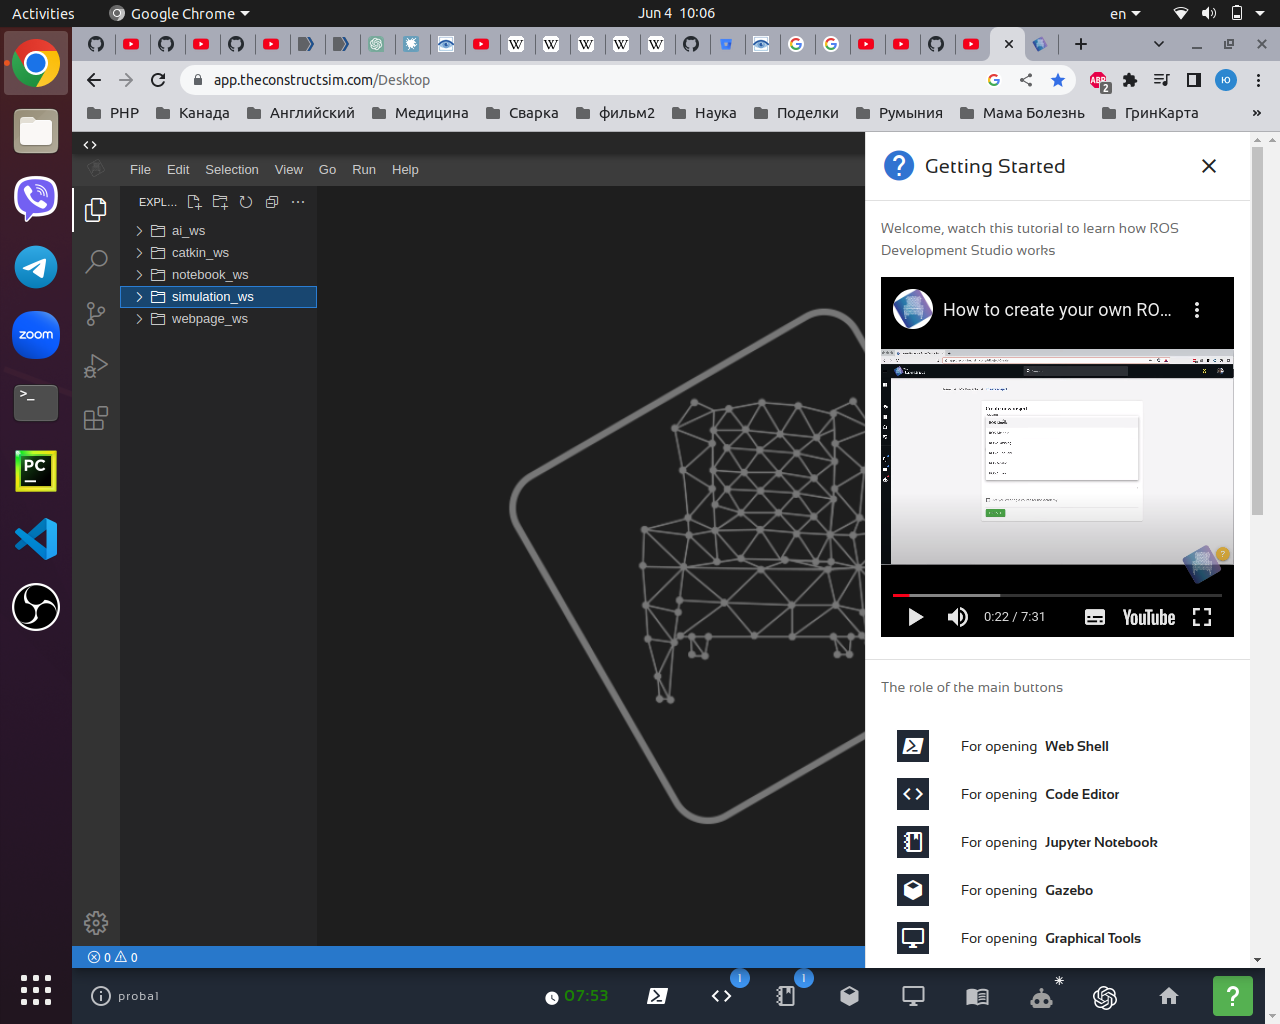 Activities
Google Chrome
Jun 4 10:06
en
app.theconstructsim.com/Desktop
2
Ю
PHP
Канада
Английский
Медицина
Сварка
фильм2
Наука
Поделки
Румыния
Мама Болезнь
ГринКарта
»
File Edit Selection View Go Run Help
EXPL...
ai_ws
catkin_ws
notebook_ws
simulation_ws
webpage_ws
0 0
Getting Started
Welcome, watch this tutorial to learn how ROS
Development Studio works
How to create your own RO...
0:22 / 7:31
YouTube
The role of the main buttons
For opening Web Shell
For opening Code Editor
For opening Jupyter Notebook
For opening Gazebo
For opening Graphical Tools
zoom
PC
proba1
07:53
?